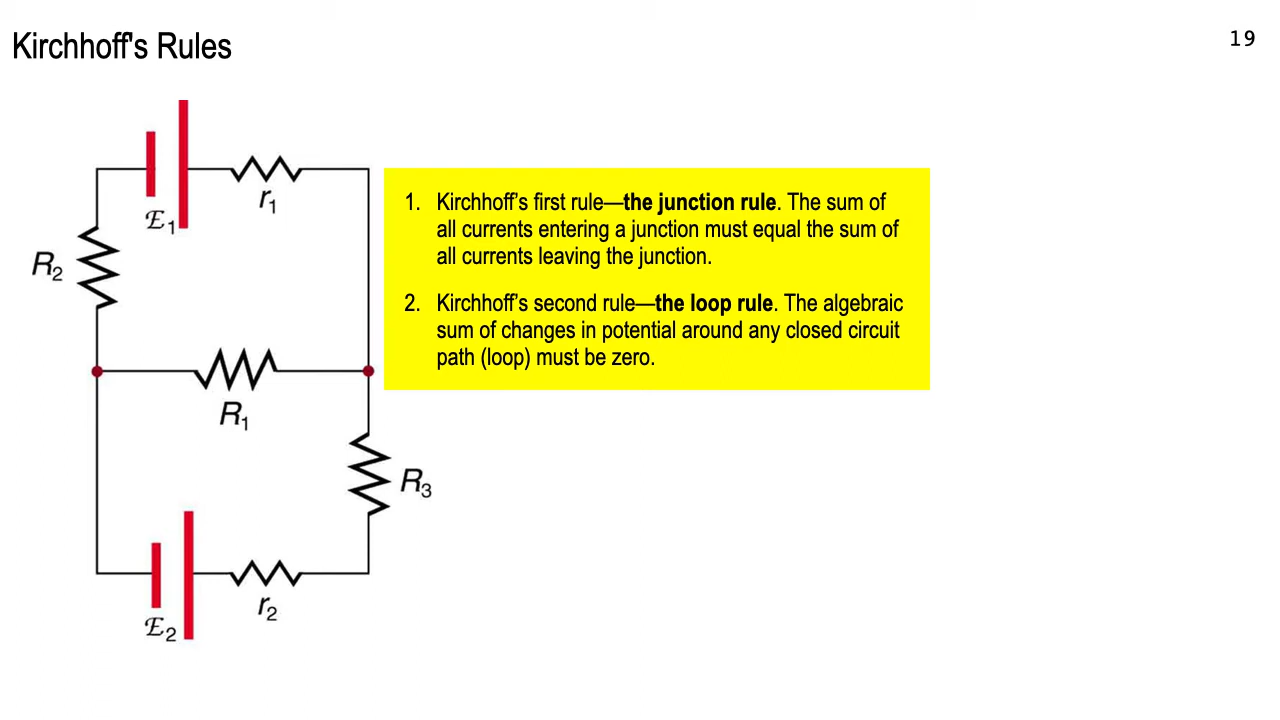 Kirchhoff's Rules
19
ℰ1
r1
R2
R1
R3
ℰ2
r2
1. Kirchhoff’s first rule—the junction rule. The sum of
all currents entering a junction must equal the sum of
all currents leaving the junction.
2. Kirchhoff’s second rule—the loop rule. The algebraic
sum of changes in potential around any closed circuit
path (loop) must be zero.